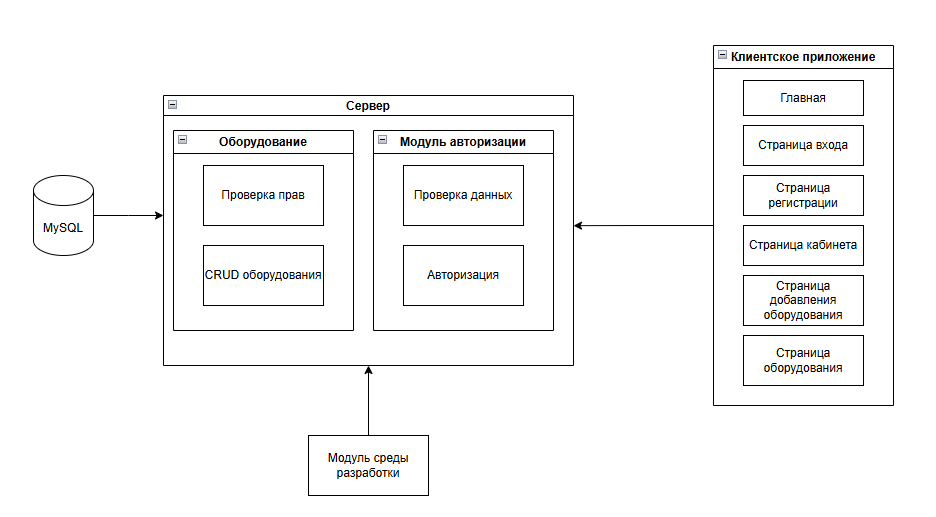 Клиентское приложение
Главная
Страница входа
Страница
регистрации
Страница кабинета
Страница
добавления
оборудования
Страница
оборудования
Сервер
Оборудование
Проверка прав
CRUD оборудования
Модуль авторизации
Проверка данных
Авторизация
MySQL
Модуль среды
разработки